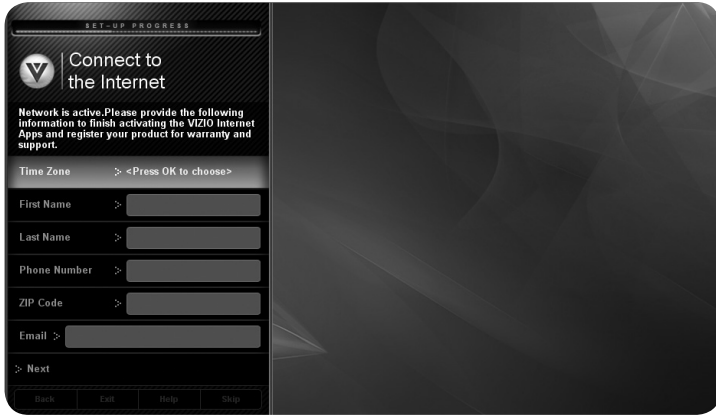 SET-UP PROGRESS
Connect to
the Internet
Network is active.Please provide the following
information to finish activating the VIZIO Internet
Apps and register your product for warranty and
support.
Time Zone :> <Press OK to choose>
First Name :>
Last Name :>
Phone Number :>
ZIP Code :>
Email :>
:> Next
Back Exit Help Skip